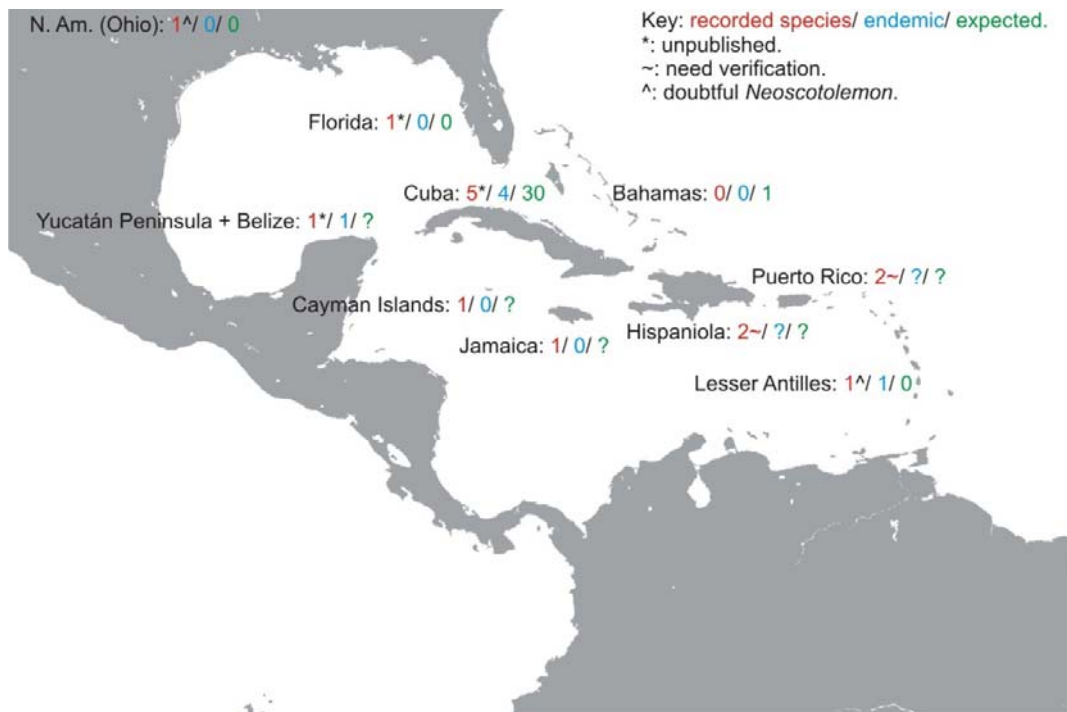 N. Am. (Ohio): 1^/ 0/ 0
Key: recorded species/ endemic/ expected.
*: unpublished.
~: need verification.
^: doubtful Neoscotolemon.
Florida: 1*/ 0/ 0
Cuba: 5*/ 4/ 30
Bahamas: 0/ 0/ 1
Yucatán Peninsula + Belize: 1*/ 1/ ?
Puerto Rico: 2~/ ?/ ?
Cayman Islands: 1/ 0/ ?
Hispaniola: 2~/ ?/ ?
Jamaica: 1/ 0/ ?
Lesser Antilles: 1^/ 1/ 0